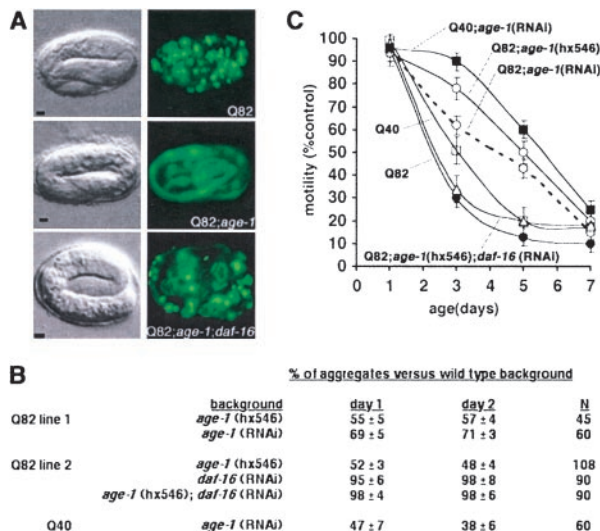 A
Q82
Q82;age-1
Q82;age-1;daf-16
C
Q40;age-1(RNAi)
Q82;age-1(hx546)
Q82;age-1(RNAi)
Q40
Q82
Q82;age-1(hx546);daf-16 (RNAi)
motility (%control)
100
90
80
70
60
50
40
30
20
10
0
0 1 2 3 4 5 6 7
age(days)
B
% of aggregates versus wild type background
background day 1 day 2 N
Q82 line 1 age-1 (hx546) 55 ± 5 57 ± 4 45
age-1 (RNAi) 69 ± 5 71 ± 3 60
Q82 line 2 age-1 (hx546) 52 ± 3 48 ± 4 108
daf-16 (RNAi) 95 ± 6 98 ± 8 90
age-1 (hx546); daf-16 (RNAi) 98 ± 4 98 ± 6 90
Q40 age-1 (RNAi) 47 ± 7 38 ± 6 60